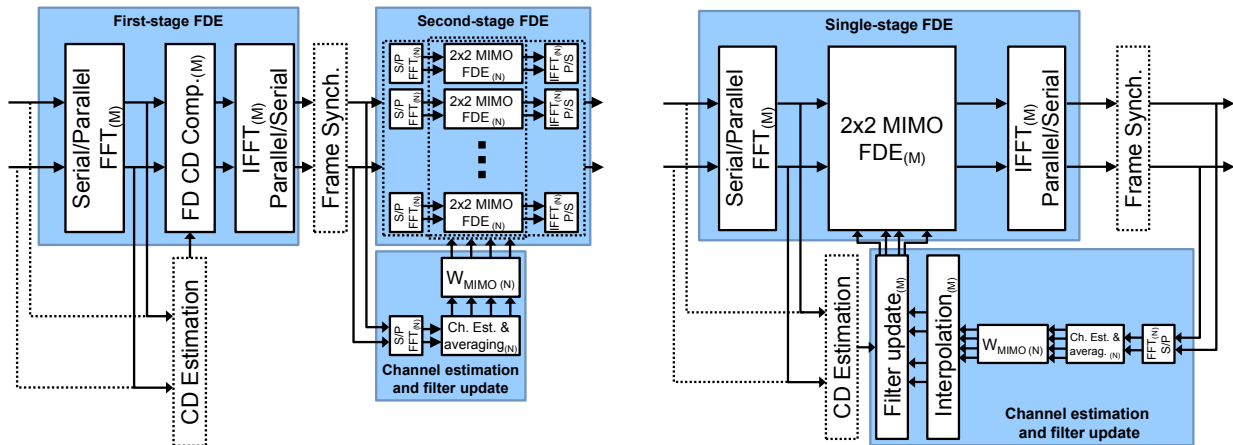 First-stage FDE
Serial/Parallel
FFT(M)
FD CD Comp.(M)
IFFT(M)
Parallel/Serial
CD Estimation
Frame Synch.
Second-stage FDE
S/P
FFT(N)
2x2 MIMO
FDE (N)
IFFT(N)
P/S
S/P
FFT(N)
2x2 MIMO
FDE (N)
IFFT(N)
P/S
S/P
FFT(N)
2x2 MIMO
FDE (N)
IFFT(N)
P/S
WMIMO (N)
S/P
FFT(N)
Ch. Est. &
averaging(N)
Channel estimation
and filter update
Single-stage FDE
Serial/Parallel
FFT(M)
2x2 MIMO
FDE(M)
IFFT(M)
Parallel/Serial
Frame Synch.
CD Estimation
Filter update(M)
Interpolation(M)
WMIMO (N)
Ch. Est. &
averag. (N)
FFT(N)
S/P
Channel estimation
and filter update